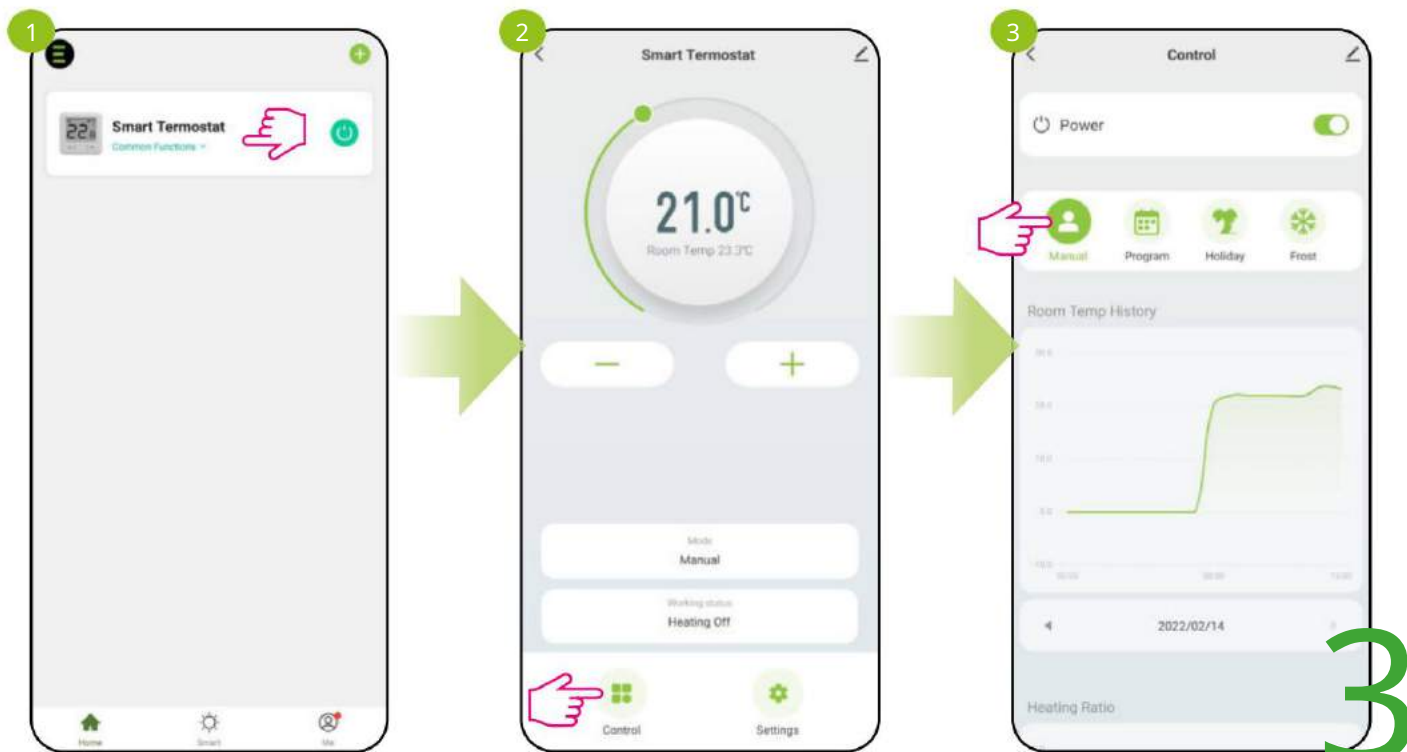 1
Smart Termostat
Common Functions
Home
Smart
Me
2
Smart Termostat
21.0°C
Room Temp 23.3°C
−
+
Mode
Manual
Working status
Heating Off
Control
Settings
3
Control
Power
Manual
Program
Holiday
Frost
Room Temp History
0.0
2022/02/14
Heating Ratio
3